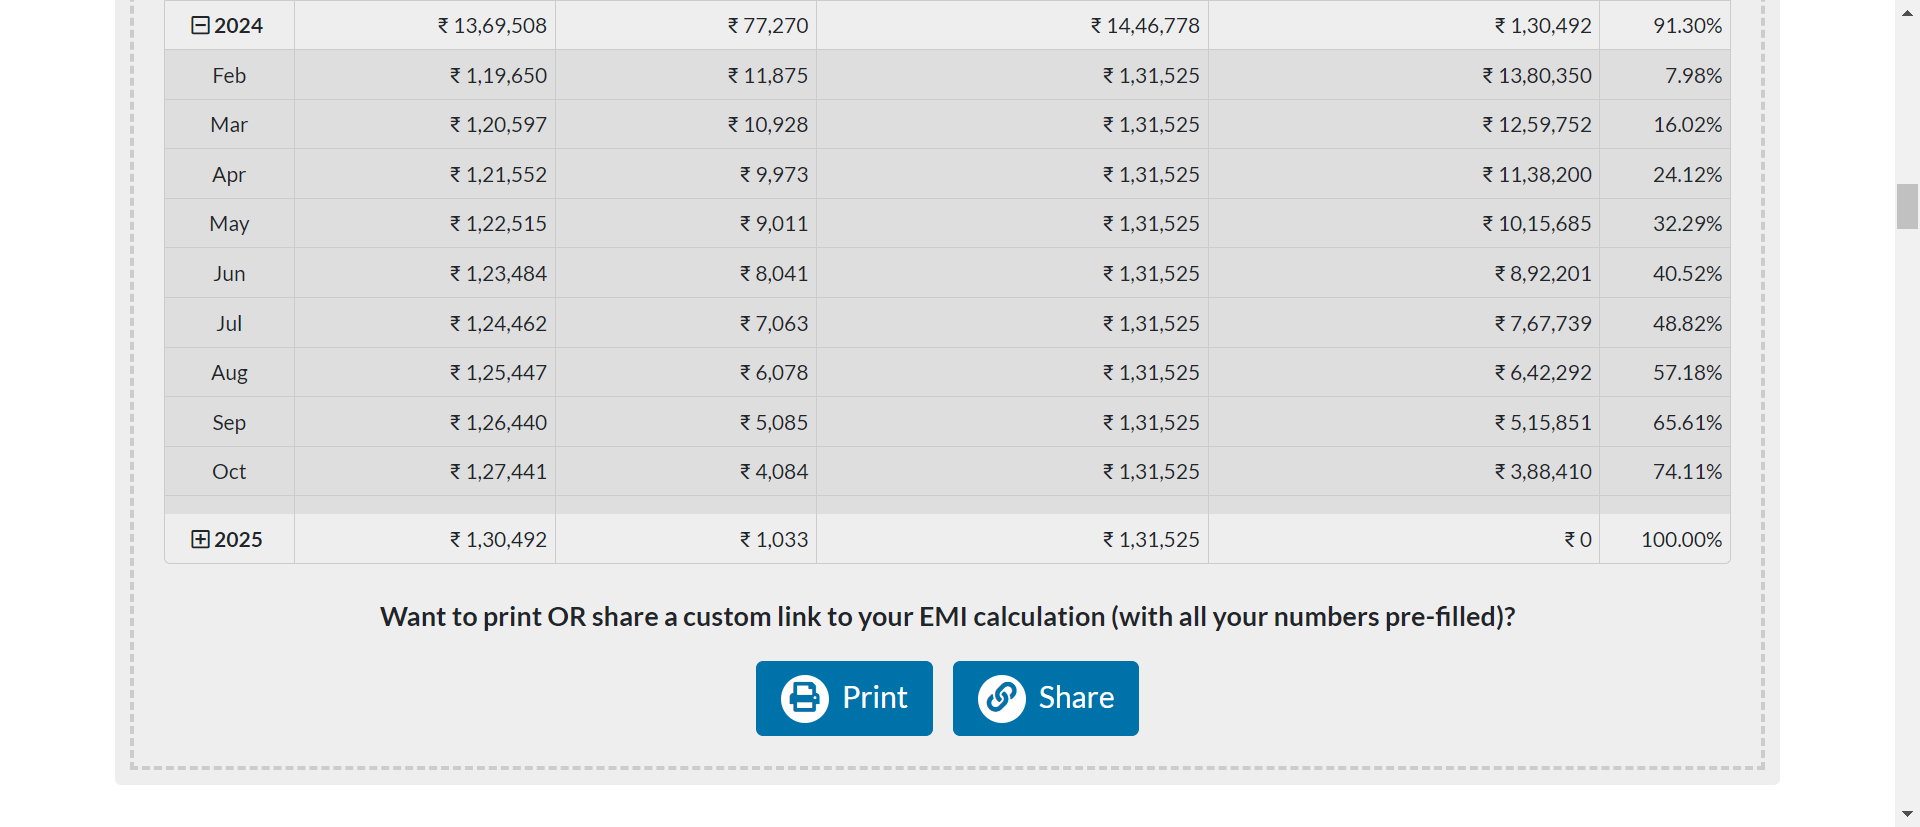 2024 ₹ 13,69,508 ₹ 77,270 ₹ 14,46,778 ₹ 1,30,492 91.30%
Feb ₹ 1,19,650 ₹ 11,875 ₹ 1,31,525 ₹ 13,80,350 7.98%
Mar ₹ 1,20,597 ₹ 10,928 ₹ 1,31,525 ₹ 12,59,752 16.02%
Apr ₹ 1,21,552 ₹ 9,973 ₹ 1,31,525 ₹ 11,38,200 24.12%
May ₹ 1,22,515 ₹ 9,011 ₹ 1,31,525 ₹ 10,15,685 32.29%
Jun ₹ 1,23,484 ₹ 8,041 ₹ 1,31,525 ₹ 8,92,201 40.52%
Jul ₹ 1,24,462 ₹ 7,063 ₹ 1,31,525 ₹ 7,67,739 48.82%
Aug ₹ 1,25,447 ₹ 6,078 ₹ 1,31,525 ₹ 6,42,292 57.18%
Sep ₹ 1,26,440 ₹ 5,085 ₹ 1,31,525 ₹ 5,15,851 65.61%
Oct ₹ 1,27,441 ₹ 4,084 ₹ 1,31,525 ₹ 3,88,410 74.11%
2025 ₹ 1,30,492 ₹ 1,033 ₹ 1,31,525 ₹ 0 100.00%
Want to print OR share a custom link to your EMI calculation (with all your numbers pre-filled)?
Print Share